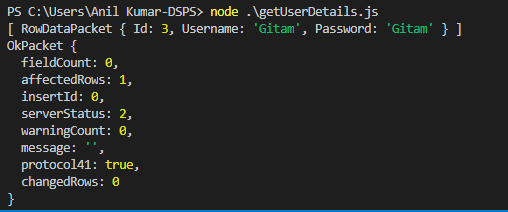 PS C:\Users\Anil Kumar-DSPS> node .\getUserDetails.js
[ RowDataPacket { Id: 3, Username: 'Gitam', Password: 'Gitam' } ]
OkPacket {
  fieldCount: 0,
  affectedRows: 1,
  insertId: 0,
  serverStatus: 2,
  warningCount: 0,
  message: '',
  protocol41: true,
  changedRows: 0
}